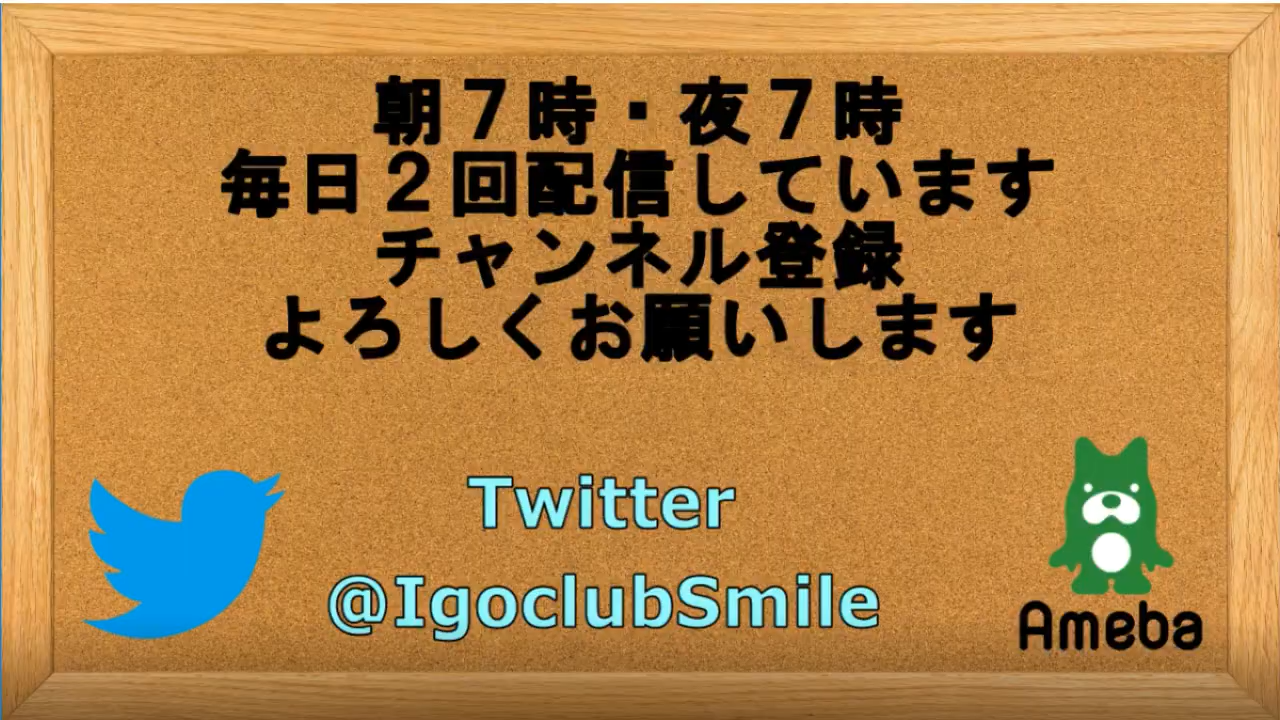 朝７時・夜７時
毎日２回配信しています
チャンネル登録
よろしくお願いします
Twitter
@IgoclubSmile
Ameba